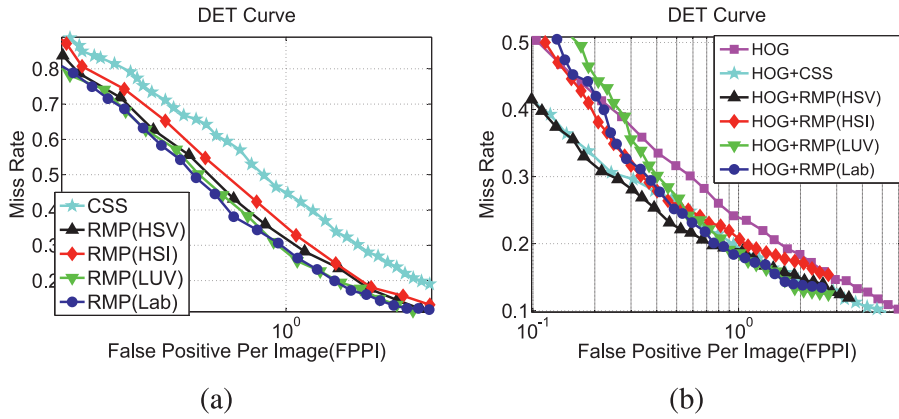 DET Curve
Miss Rate
0.8
0.7
0.6
0.5
0.4
0.3
0.2
CSS
RMP(HSV)
RMP(HSI)
RMP(LUV)
RMP(Lab)
10^0
False Positive Per Image(FPPI)
(a)
DET Curve
Miss Rate
0.5
0.4
0.3
0.2
0.1
HOG
HOG+CSS
HOG+RMP(HSV)
HOG+RMP(HSI)
HOG+RMP(LUV)
HOG+RMP(Lab)
10^-1
10^0
False Positive Per Image(FPPI)
(b)